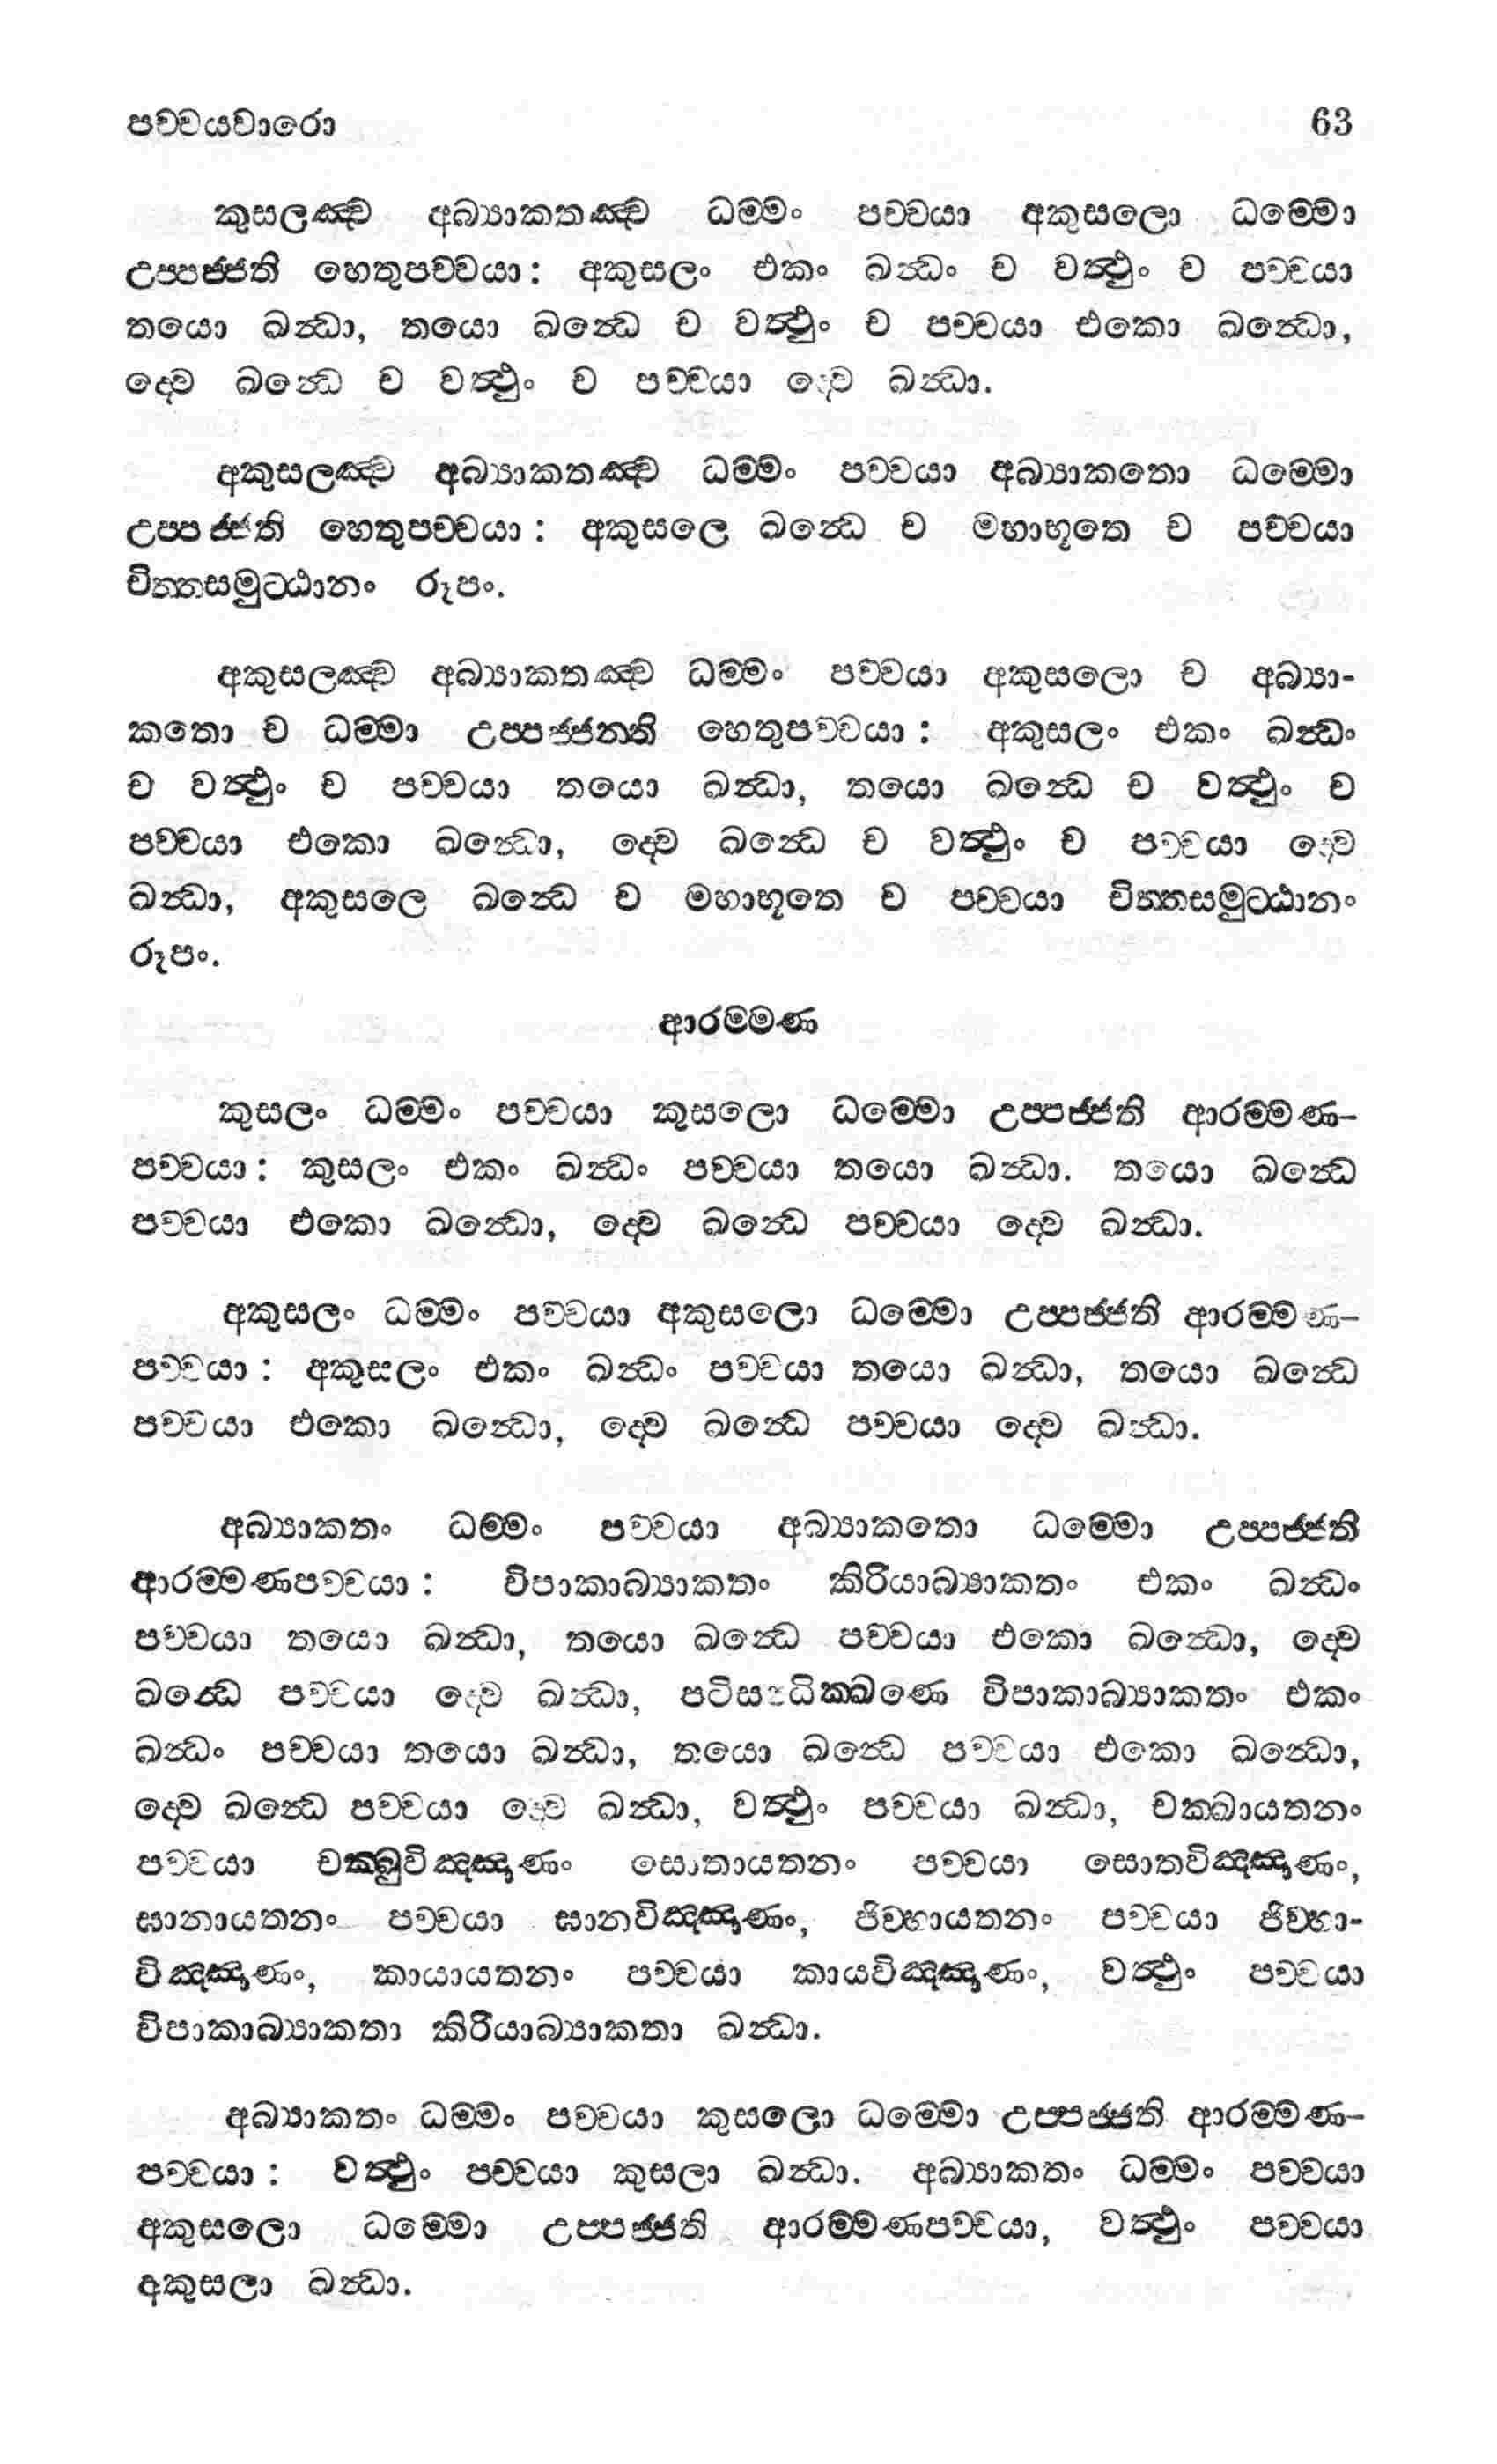 පච්චයවාරො 63
කුසලඤ්ච අබ්‍යාකතඤ්ච ධම්මං පච්චයා අකුසලො ධම්මො
උප්පජ්ජති හෙතුපච්චයා: අකුසලං එකං ඛන්ධං ච වත්‍ථුං ච පච්චයා
තයො ඛන්ධා, තයො ඛන්ධෙ ච වත්‍ථුං ච පච්චයා එකො ඛන්ධො,
ද්වෙ ඛන්ධෙ ච වත්‍ථුං ච පච්චයා ද්වෙ ඛන්ධා.
අකුසලඤ්ච අබ්‍යාකතඤ්ච ධම්මං පච්චයා අබ්‍යාකතො ධම්මො
උප්පජ්ජති හෙතුපච්චයා: අකුසලෙ ඛන්ධෙ ච මහාභූතෙ ච පච්චයා
චිත්තසමුට්ඨානං රූපං.
අකුසලඤ්ච අබ්‍යාකතඤ්ච ධම්මං පච්චයා අකුසලො ච අබ්‍යා-
කතො ච ධම්මා උප්පජ්ජන්ති හෙතුපච්චයා: අකුසලං එකං ඛන්ධං
ච වත්‍ථුං ච පච්චයා තයො ඛන්ධා, තයො ඛන්ධෙ ච වත්‍ථුං ච
පච්චයා එකො ඛන්ධො, ද්වෙ ඛන්ධෙ ච වත්‍ථුං ච පච්චයා ද්වෙ
ඛන්ධා, අකුසලෙ ඛන්ධෙ ච මහාභූතෙ ච පච්චයා චිත්තසමුට්ඨානං
රූපං.
ආරම්මණ
කුසලං ධම්මං පච්චයා කුසලො ධම්මො උප්පජ්ජති ආරම්මණ-
පච්චයා: කුසලං එකං ඛන්ධං පච්චයා තයො ඛන්ධා. තයො ඛන්ධෙ
පච්චයා එකො ඛන්ධො, ද්වෙ ඛන්ධෙ පච්චයා ද්වෙ ඛන්ධා.
අකුසලං ධම්මං පච්චයා අකුසලො ධම්මො උප්පජ්ජති ආරම්මණ-
පච්චයා: අකුසලං එකං ඛන්ධං පච්චයා තයො ඛන්ධා, තයො ඛන්ධෙ
පච්චයා එකො ඛන්ධො, ද්වෙ ඛන්ධෙ පච්චයා ද්වෙ ඛන්ධා.
අබ්‍යාකතං ධම්මං පච්චයා අබ්‍යාකතො ධම්මො උප්පජ්ජති
ආරම්මණපච්චයා: විපාකාබ්‍යාකතං කිරියාබ්‍යාකතං එකං ඛන්ධං
පච්චයා තයො ඛන්ධා, තයො ඛන්ධෙ පච්චයා එකො ඛන්ධො, ද්වෙ
ඛන්ධෙ පච්චයා ද්වෙ ඛන්ධා, පටිසන්ධික්ඛණෙ විපාකාබ්‍යාකතං එකං
ඛන්ධං පච්චයා තයො ඛන්ධා, තයො ඛන්ධෙ පච්චයා එකො ඛන්ධො,
ද්වෙ ඛන්ධෙ පච්චයා ද්වෙ ඛන්ධා, වත්‍ථුං පච්චයා ඛන්ධා, චක්ඛායතනං
පච්චයා චක්ඛුවිඤ්ඤාණං සොතායතනං පච්චයා සොතවිඤ්ඤාණං,
ඝානායතනං පච්චයා ඝානවිඤ්ඤාණං, ජිව්හායතනං පච්චයා ජිව්හා-
විඤ්ඤාණං, කායායතනං පච්චයා කායවිඤ්ඤාණං, වත්‍ථුං පච්චයා
විපාකාබ්‍යාකතා කිරියාබ්‍යාකතා ඛන්ධා.
අබ්‍යාකතං ධම්මං පච්චයා කුසලො ධම්මො උප්පජ්ජති ආරම්මණ-
පච්චයා: වත්‍ථුං පච්චයා කුසලා ඛන්ධා. අබ්‍යාකතං ධම්මං පච්චයා
අකුසලො ධම්මො උප්පජ්ජති ආරම්මණපච්චයා, වත්‍ථුං පච්චයා
අකුසලා ඛන්ධා.